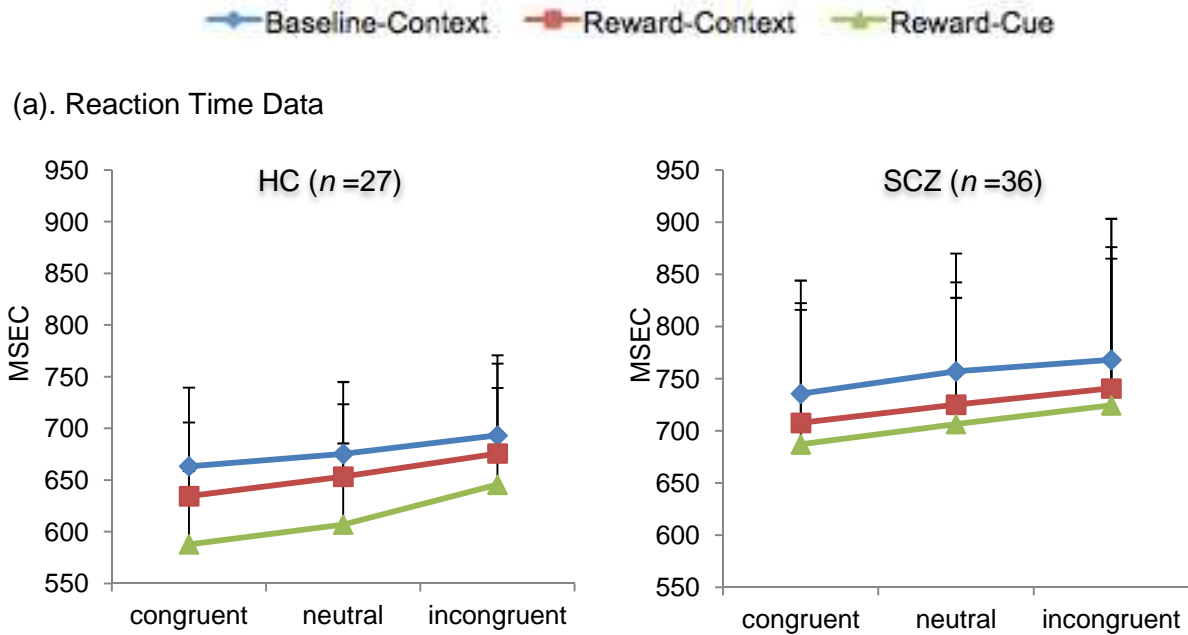 Baseline-Context Reward-Context Reward-Cue
(a). Reaction Time Data
HC (n =27)
MSEC
950
900
850
800
750
700
650
600
550
congruent neutral incongruent
SCZ (n =36)
MSEC
950
900
850
800
750
700
650
600
550
congruent neutral incongruent